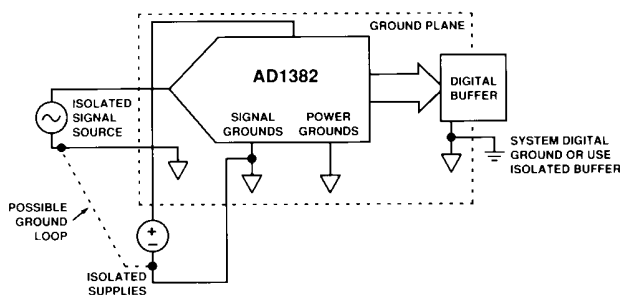 GROUND PLANE
AD1382
DIGITAL
BUFFER
ISOLATED
SIGNAL
SOURCE
SIGNAL
GROUNDS
POWER
GROUNDS
SYSTEM DIGITAL
GROUND OR USE
ISOLATED BUFFER
POSSIBLE
GROUND
LOOP
+
−
ISOLATED
SUPPLIES